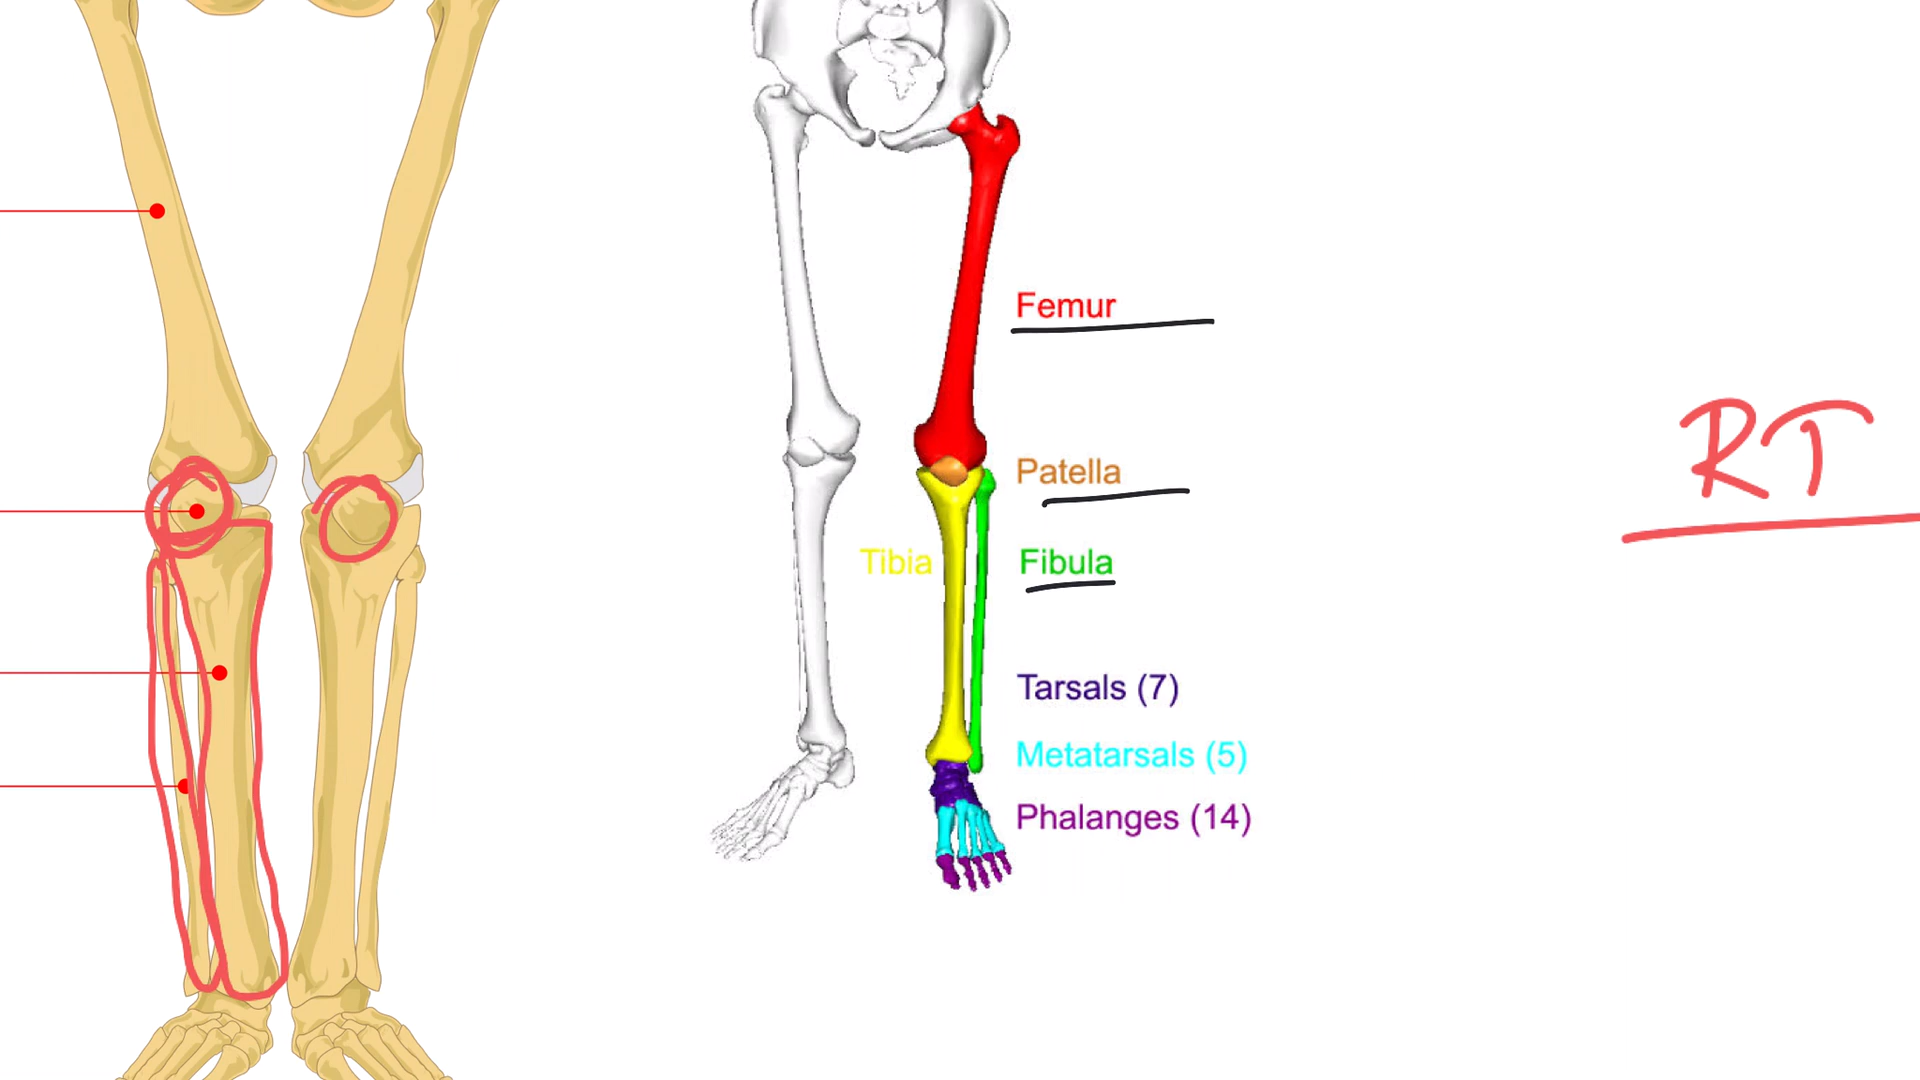 Femur
Patella
Tibia
Fibula
Tarsals (7)
Metatarsals (5)
Phalanges (14)
RT